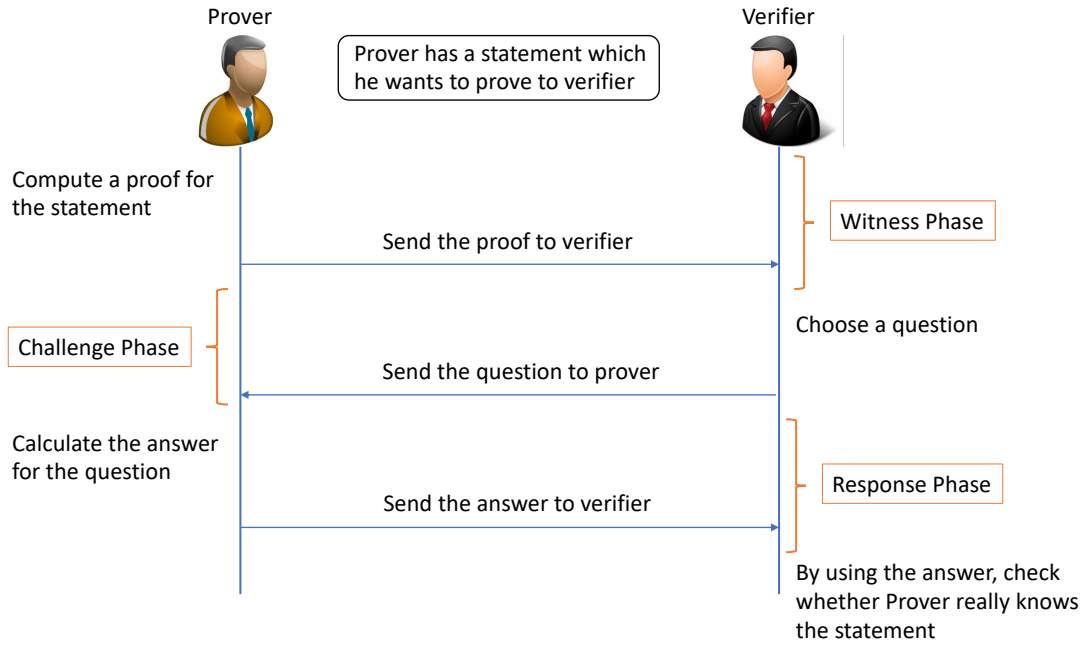 Prover
Verifier
Prover has a statement which
he wants to prove to verifier
Compute a proof for
the statement
Witness Phase
Send the proof to verifier
Choose a question
Challenge Phase
Send the question to prover
Calculate the answer
for the question
Response Phase
Send the answer to verifier
By using the answer, check
whether Prover really knows
the statement